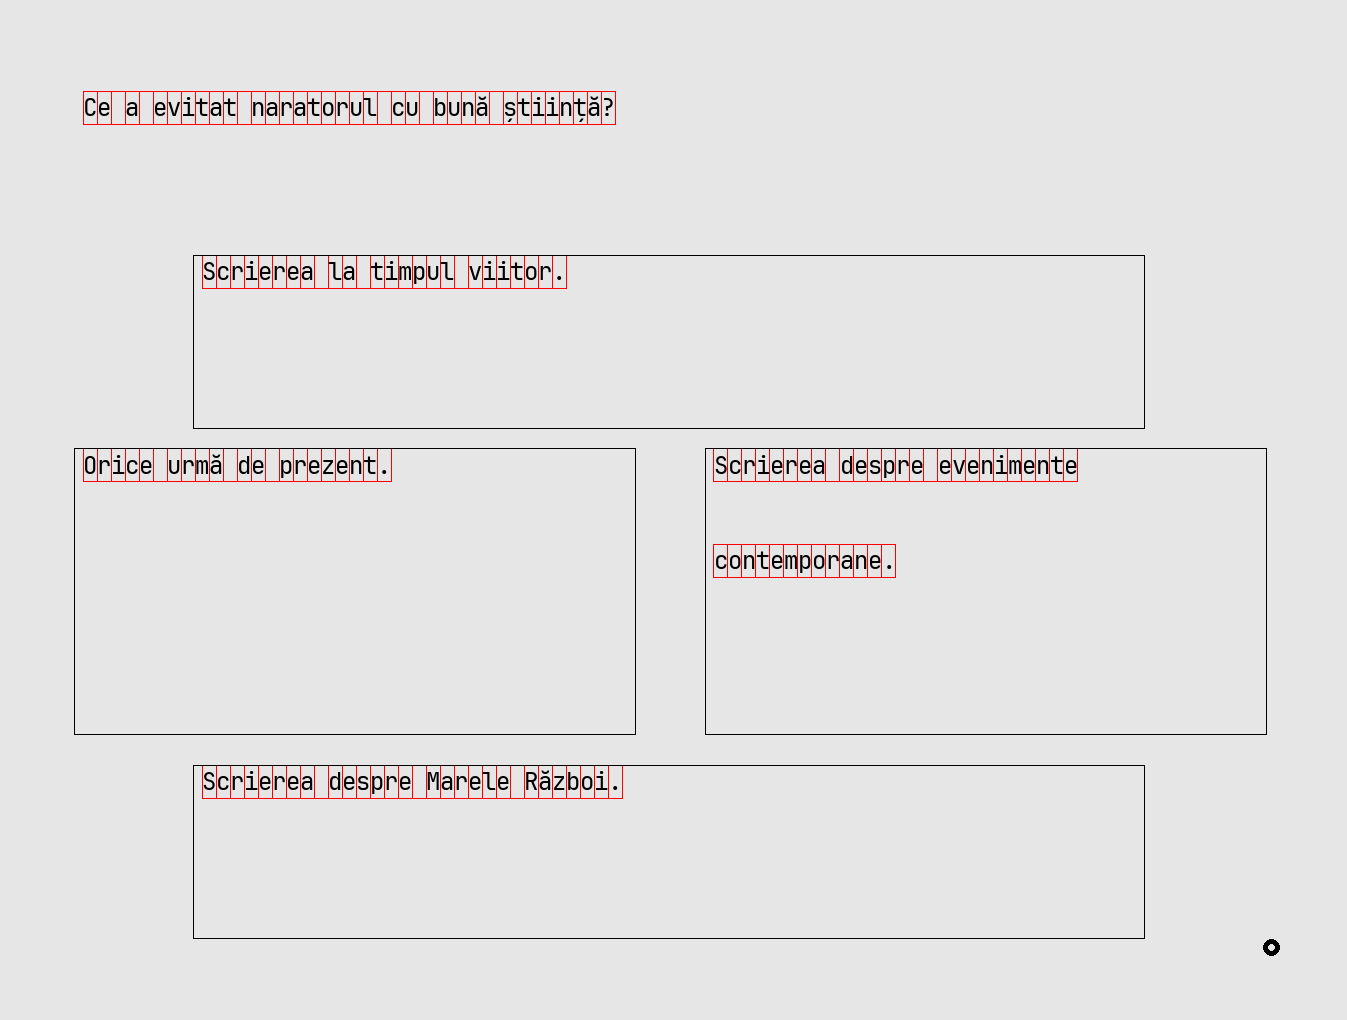 Ce a evitat naratorul cu bună știință?
Scrierea la timpul viitor.
Orice urmă de prezent.
Scrierea despre evenimente
contemporane.
Scrierea despre Marele Război.